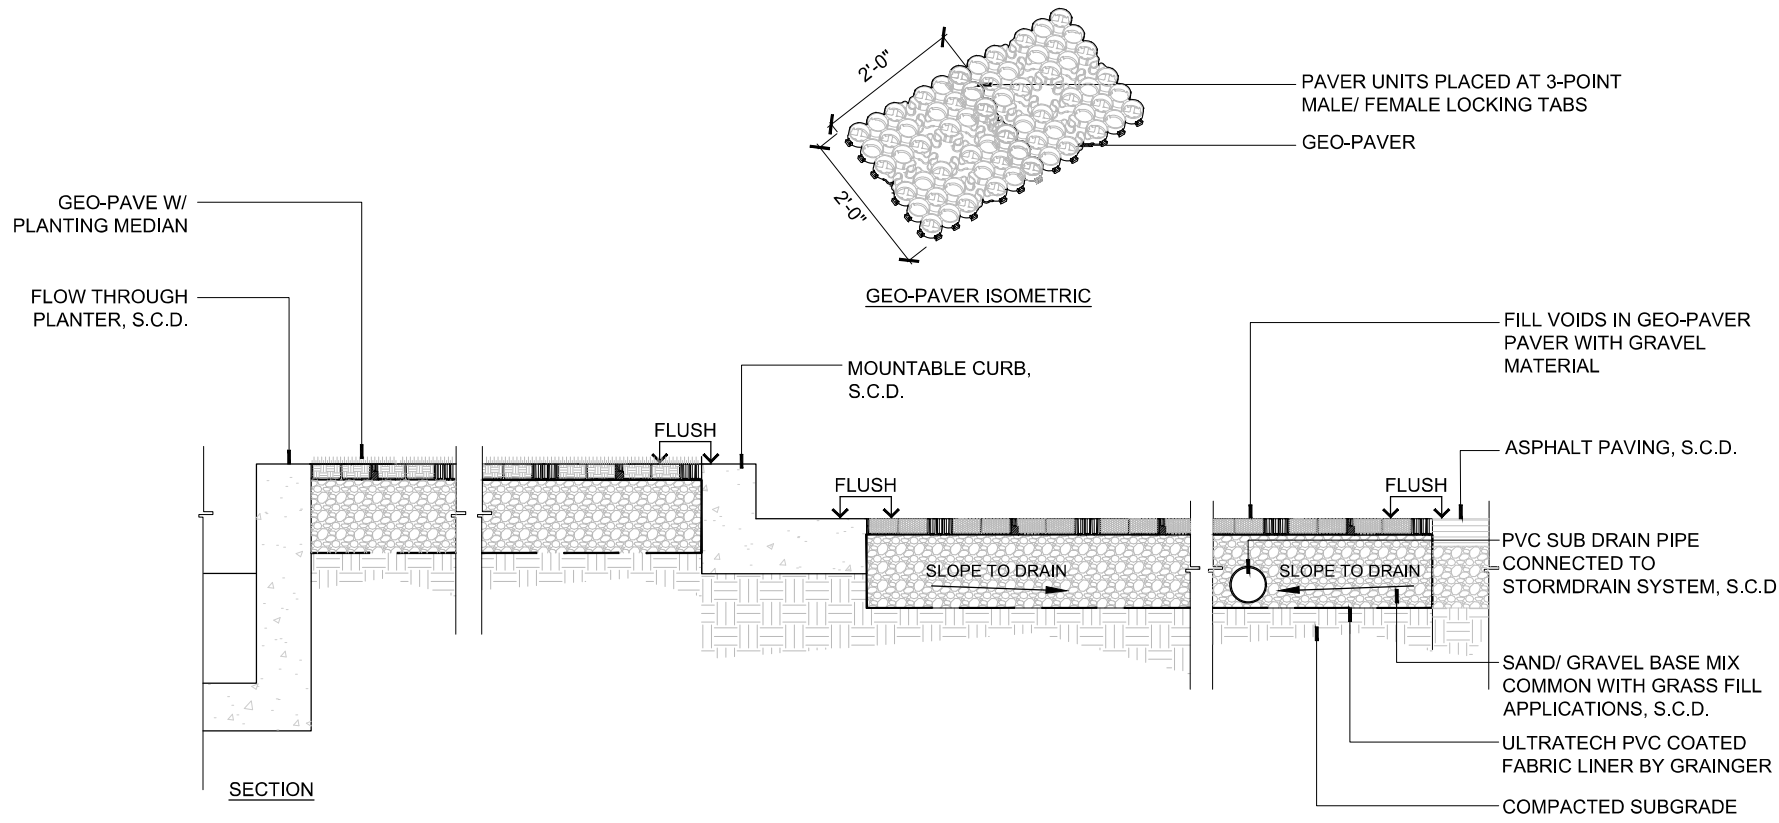 2'-0"
2'-0"
PAVER UNITS PLACED AT 3-POINT
MALE/ FEMALE LOCKING TABS
GEO-PAVER
GEO-PAVER ISOMETRIC
GEO-PAVE W/
PLANTING MEDIAN
FLOW THROUGH
PLANTER, S.C.D.
MOUNTABLE CURB,
S.C.D.
FLUSH
FLUSH
FLUSH
FILL VOIDS IN GEO-PAVER
PAVER WITH GRAVEL
MATERIAL
ASPHALT PAVING, S.C.D.
PVC SUB DRAIN PIPE
CONNECTED TO
STORMDRAIN SYSTEM, S.C.D
SLOPE TO DRAIN
SLOPE TO DRAIN
SAND/ GRAVEL BASE MIX
COMMON WITH GRASS FILL
APPLICATIONS, S.C.D.
ULTRATECH PVC COATED
FABRIC LINER BY GRAINGER
COMPACTED SUBGRADE
SECTION